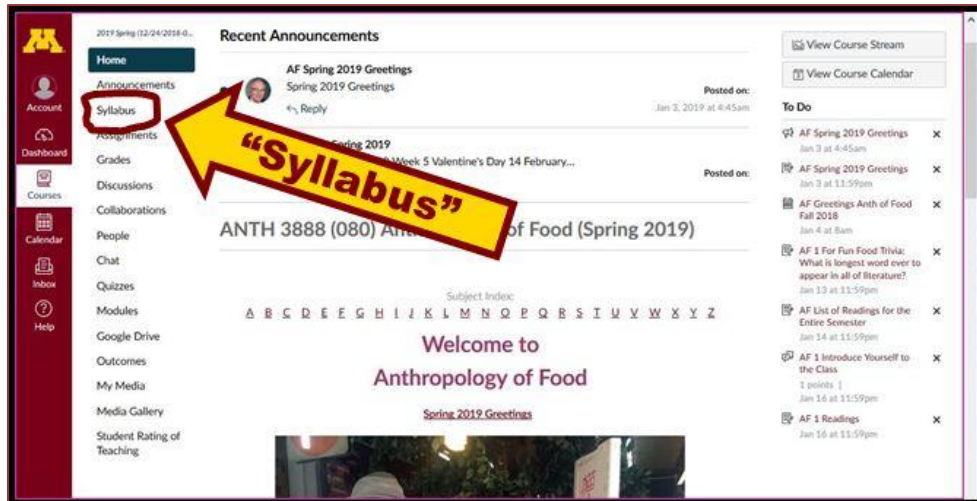 M
Account
Dashboard
Courses
Calendar
Inbox
Help
2019 Spring (12/24/2018-0...
Home
Announcements
Syllabus
Assignments
Grades
Discussions
Collaborations
People
Chat
Quizzes
Modules
Google Drive
Outcomes
My Media
Media Gallery
Student Rating of
Teaching
"Syllabus"
Recent Announcements
AF Spring 2019 Greetings
Spring 2019 Greetings
Reply
Posted on:
Jan 3, 2019 at 4:45am
Spring 2019
Week 5 Valentine's Day 14 February...
Posted on:
ANTH 3888 (080) of Food (Spring 2019)
Subject Index:
A B C D E F G H I J K L M N O P Q R S T U V W X Y Z
Welcome to
Anthropology of Food
Spring 2019 Greetings
View Course Stream
View Course Calendar
To Do
AF Spring 2019 Greetings
Jan 3 at 4:45am
AF Spring 2019 Greetings
Jan 3 at 11:59pm
AF Greetings Anth of Food
Fall 2018
Jan 4 at 8am
AF 1 For Fun Food Trivia:
What is longest word ever to
appear in all of literature?
Jan 13 at 11:59pm
AF List of Readings for the
Entire Semester
Jan 14 at 11:59pm
AF 1 Introduce Yourself to
the Class
1 points |
Jan 16 at 11:59pm
AF 1 Readings
Jan 16 at 11:59pm